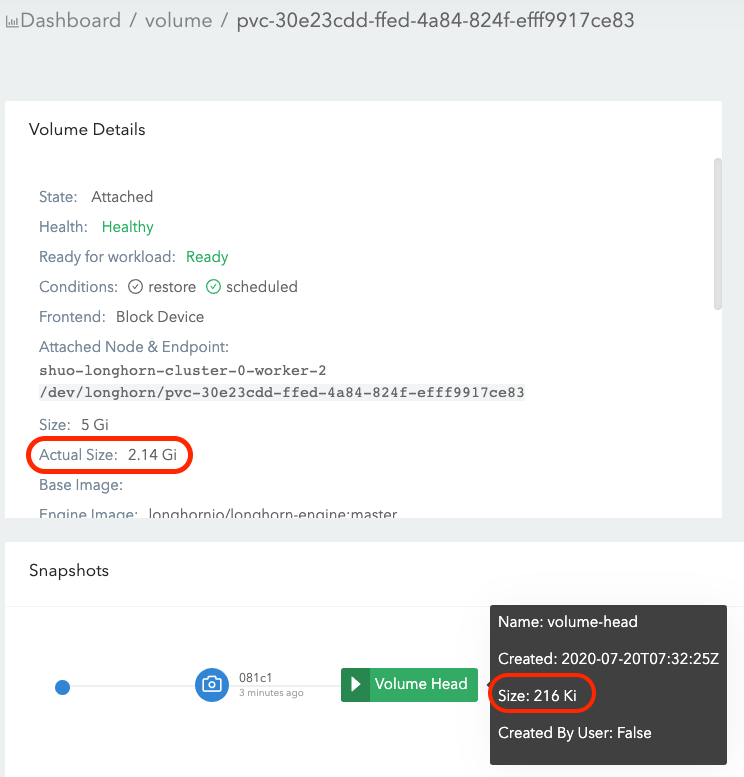 Dashboard / volume / pvc-30e23cdd-ffed-4a84-824f-efff9917ce83
Volume Details
State: Attached
Health: Healthy
Ready for workload: Ready
Conditions: restore scheduled
Frontend: Block Device
Attached Node & Endpoint:
shuo-longhorn-cluster-0-worker-2
/dev/longhorn/pvc-30e23cdd-ffed-4a84-824f-efff9917ce83
Size: 5 Gi
Actual Size: 2.14 Gi
Base Image:
Engine Image: longhornio/longhorn-engine:master
Snapshots
081c1
3 minutes ago
Volume Head
Name: volume-head
Created: 2020-07-20T07:32:25Z
Size: 216 Ki
Created By User: False